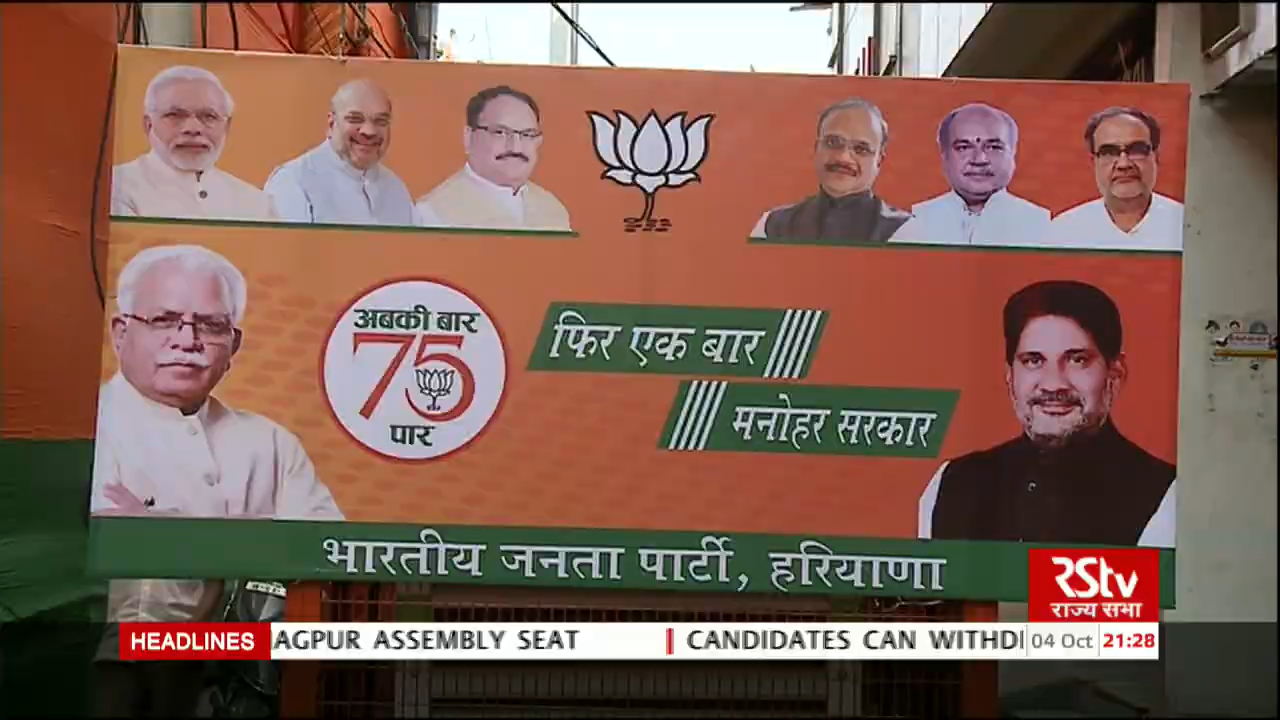 अबकी बार
75
पार
फिर एक बार
मनोहर सरकार
भारतीय जनता पार्टी, हरियाणा
RStv
राज्य सभा
HEADLINES
AGPUR ASSEMBLY SEAT | CANDIDATES CAN WITHD
04 Oct
21:28